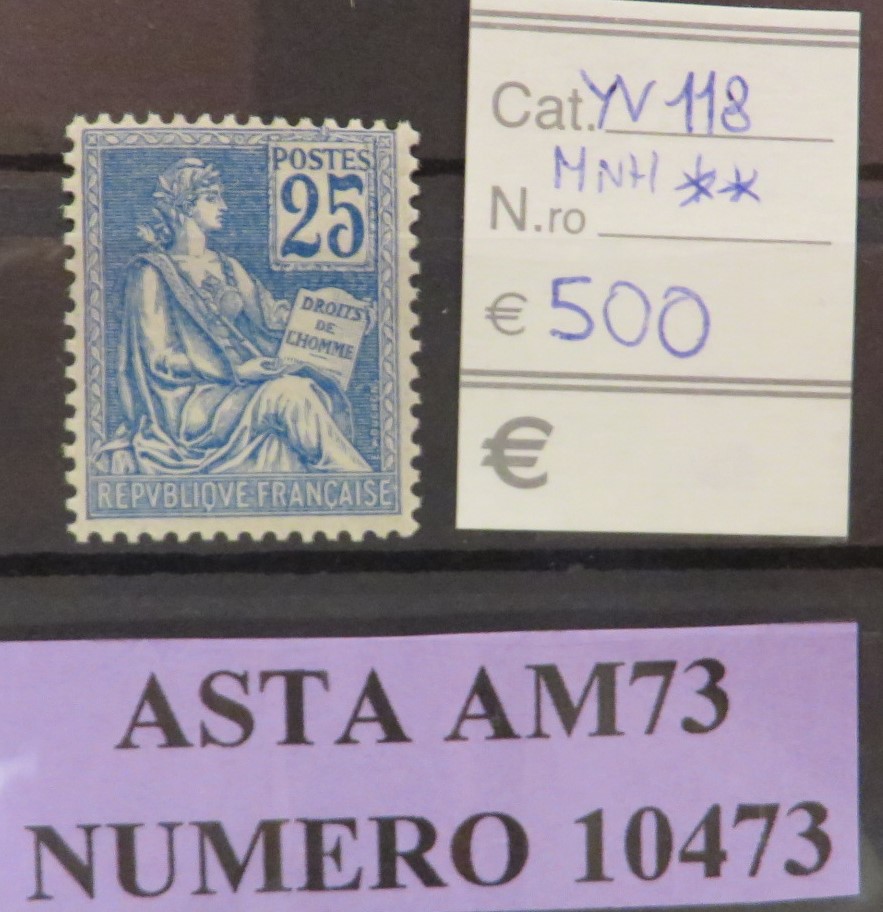 POSTES
25
DROITS
DE
L'HOMME
REPVBLIQVE FRANÇAISE
Cat. YV 118
MNH **
N.ro
€ 500
€
ASTA AM73
NUMERO 10473